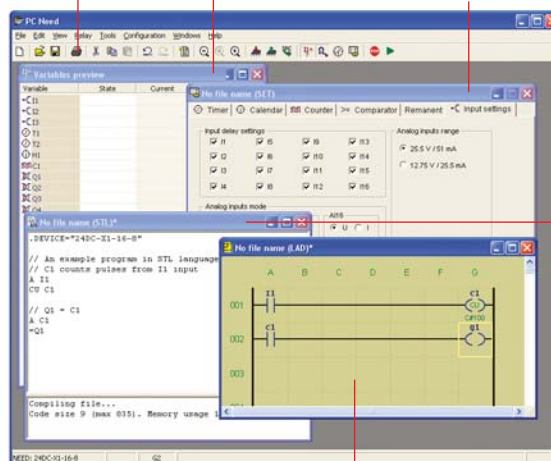 PC Need
File Edit View Relay Tools Configuration Windows Help
Variables preview
Variable State Current
I1
I2
I3
T1
T2
H1
C1
Q1
Q2
Q3
Q4
No file name (SET)
Timer Calendar Counter Comparator Remanent Input settings
Input delay settings
I1 I5 I9 I13
I2 I6 I10 I14
I3 I7 I11 I15
I4 I8 I12 I16
Analog inputs range
25.5 V / 51 mA
12.75 V / 25.5 mA
Analog inputs mode
AI16
U I
No file name (STL)*
.DEVICE="24DC-X1-16-8"
// An example program in STL language
// C1 counts pulses from I1 input
A I1
CU C1
// Q1 = C1
A C1
=Q1
Compiling file...
Code size 9 (max 835). Memory usage 1
No file name (LAD)*
A B C D E F G
I1 C1
001 CU
C#100
C1 Q1
002
003
NEED: 24DC-X1-16-8 G2